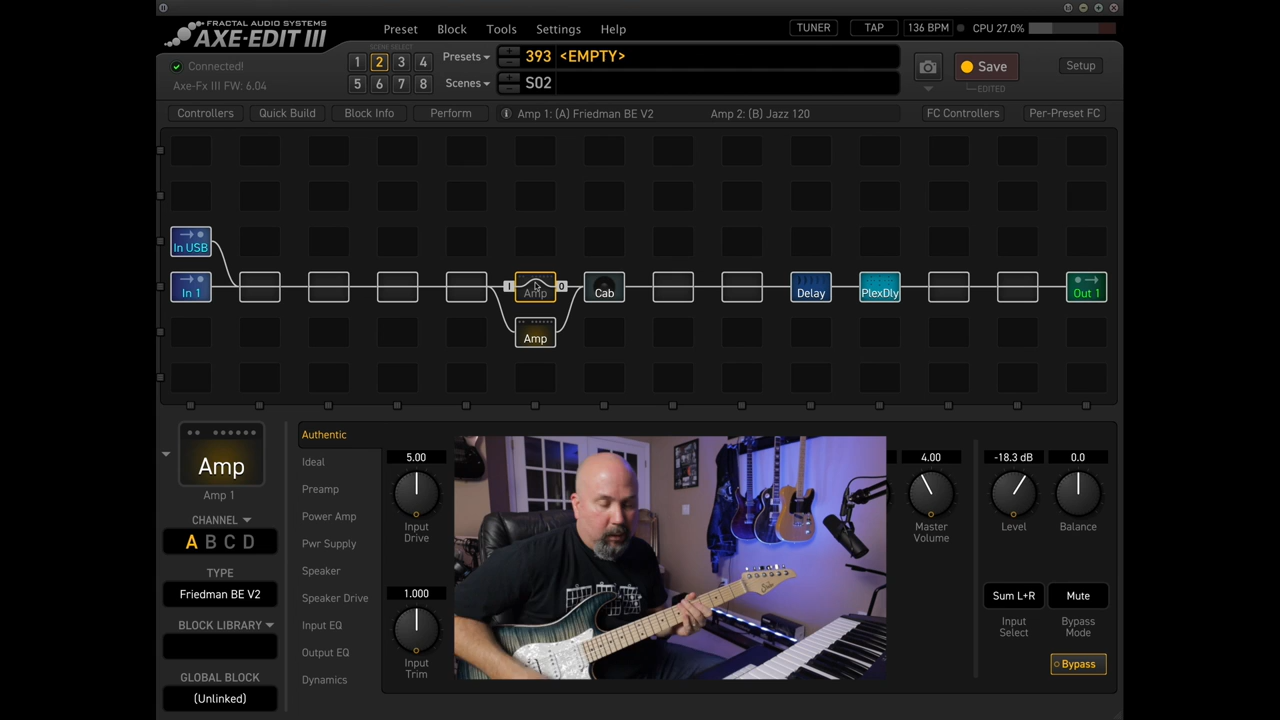 FRACTAL AUDIO SYSTEMS
AXE-EDIT III
Preset Block Tools Settings Help
TUNER TAP 136 BPM CPU 27.0%
SCENE SELECT
Connected!
Axe-Fx III FW: 6.04
1 2 3 4
5 6 7 8
Presets 393 <EMPTY>
Scenes S02
Save
EDITED
Setup
Controllers Quick Build Block Info Perform
Amp 1: (A) Friedman BE V2 Amp 2: (B) Jazz 120
FC Controllers Per-Preset FC
In USB
In 1 I Amp O Cab Delay PlexDly Out 1
Amp
Amp
Amp 1
CHANNEL
A B C D
TYPE
Friedman BE V2
BLOCK LIBRARY
GLOBAL BLOCK
(Unlinked)
Authentic
Ideal
Preamp
Power Amp
Pwr Supply
Speaker
Speaker Drive
Input EQ
Output EQ
Dynamics
5.00
Input
Drive
1.000
Input
Trim
4.00
Master
Volume
-18.3 dB
Level
0.0
Balance
Sum L+R
Input
Select
Mute
Bypass
Mode
Bypass